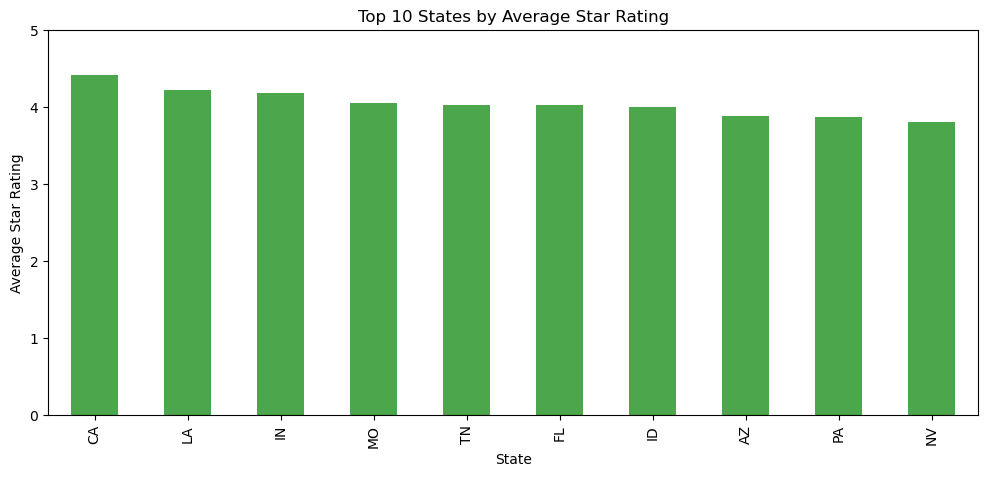 Top 10 States by Average Star Rating
Average Star Rating
5
4
3
2
1
0
CA
LA
IN
MO
TN
FL
ID
AZ
PA
NV
State